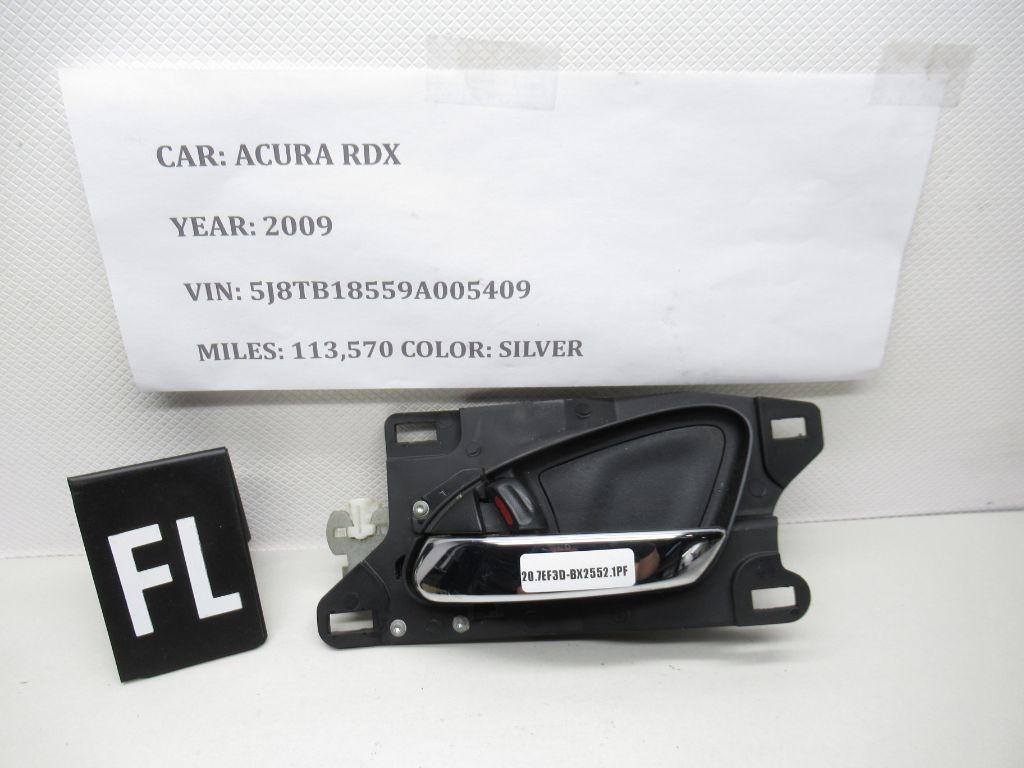 CAR: ACURA RDX
YEAR: 2009
VIN: 5J8TB18559A005409
MILES: 113,570 COLOR: SILVER
FL
20.7EF3D-BX2552.1PF